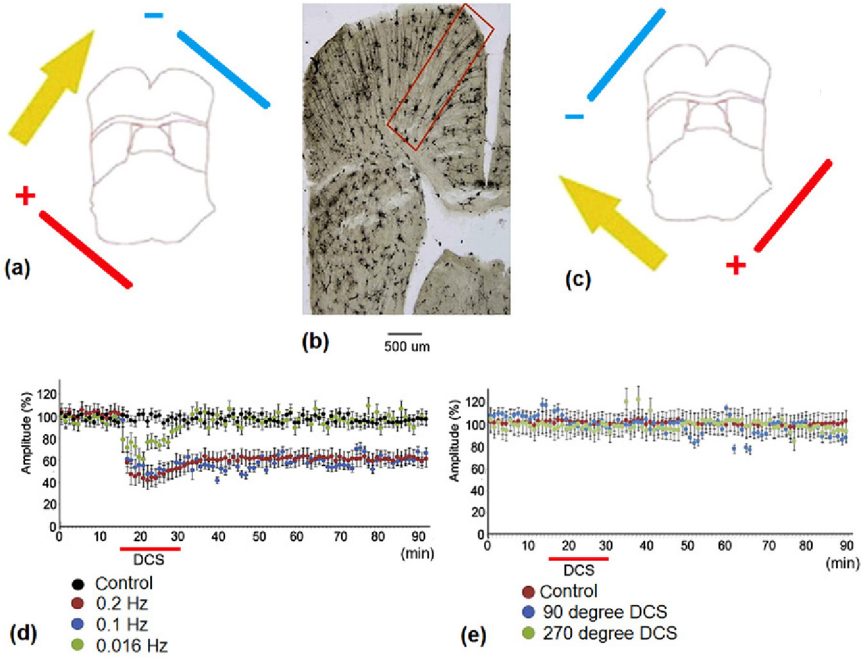 −
+
(a)
(b)
500 um
−
+
(c)
Amplitude (%)
120
100
80
60
40
20
0
0 10 20 30 40 50 60 70 80 90
(min)
DCS
Control
0.2 Hz
0.1 Hz
0.016 Hz
(d)
Amplitude (%)
120
100
80
60
40
20
0
0 10 20 30 40 50 60 70 80 90
(min)
DCS
Control
90 degree DCS
270 degree DCS
(e)